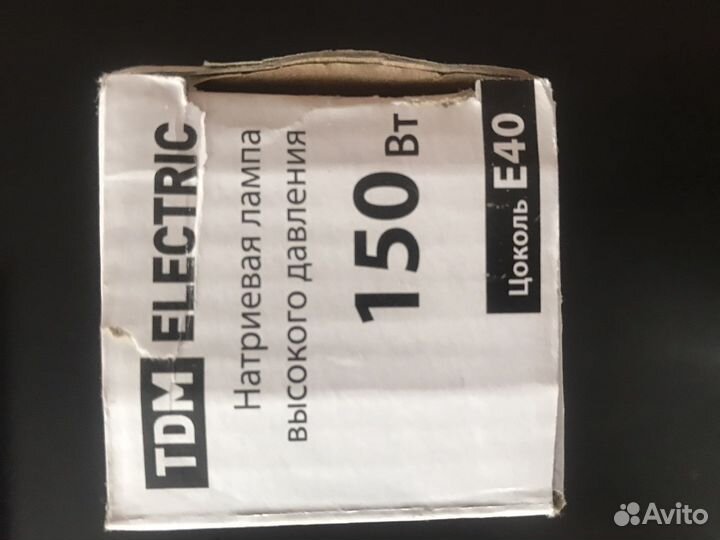 TDM ELECTRIC
Натриевая лампа
высокого давления
150 Вт
Цоколь E40
Avito